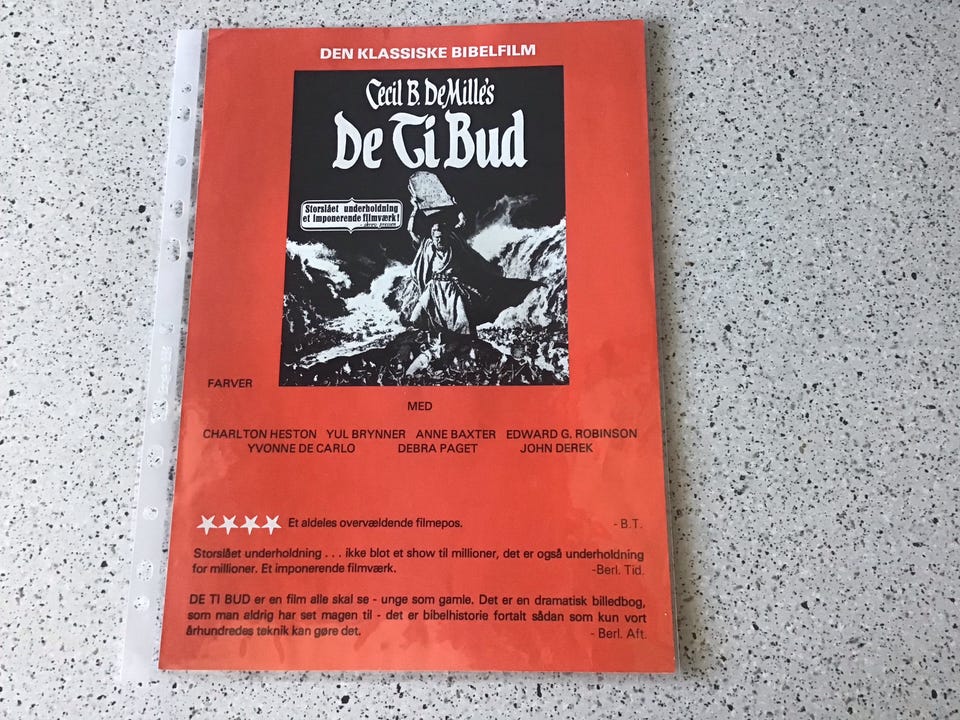 DEN KLASSISKE BIBELFILM
Cecil B. DeMille's
De Ti Bud
Storslået underholdning
et imponerende filmværk!
FARVER
MED
CHARLTON HESTON YUL BRYNNER ANNE BAXTER EDWARD G. ROBINSON
YVONNE DE CARLO DEBRA PAGET JOHN DEREK
Et aldeles overvældende filmepos. - B.T.
Storslået underholdning . . . ikke blot et show til millioner, det er også underholdning
for millioner. Et imponerende filmværk. -Berl. Tid.
DE TI BUD er en film alle skal se - unge som gamle. Det er en dramatisk billedbog,
som man aldrig har set magen til - det er bibelhistorie fortalt sådan som kun vort
århundredes teknik kan gøre det. - Berl. Aft.